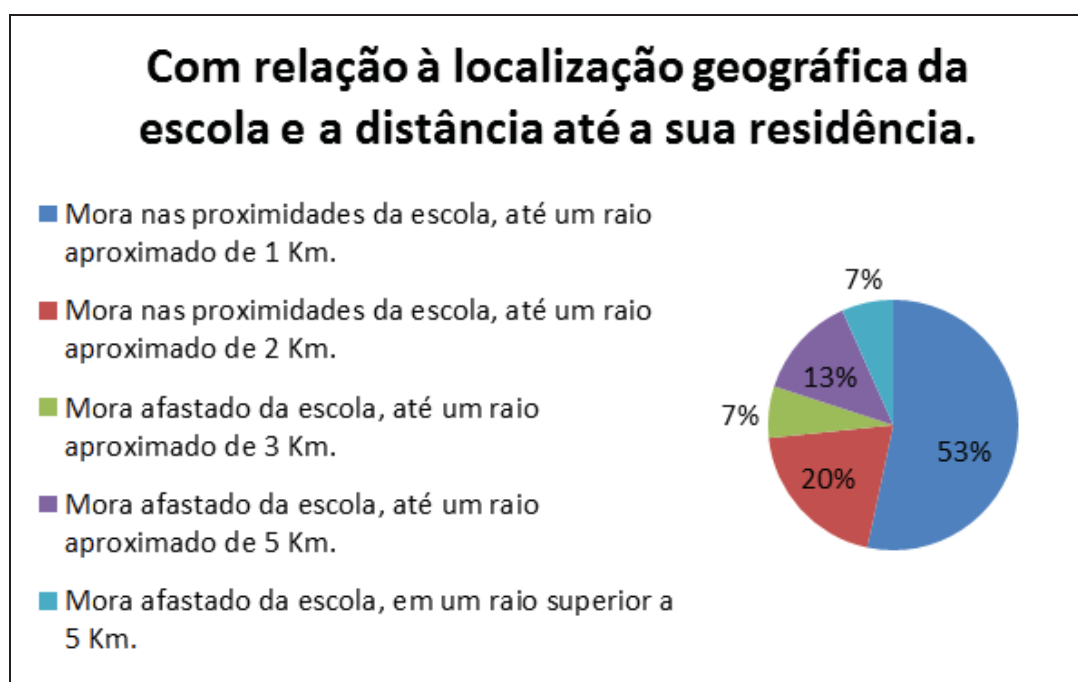 Com relação à localização geográfica da
escola e a distância até a sua residência.
Mora nas proximidades da escola, até um raio
aproximado de 1 Km.
Mora nas proximidades da escola, até um raio
aproximado de 2 Km.
Mora afastado da escola, até um raio
aproximado de 3 Km.
Mora afastado da escola, até um raio
aproximado de 5 Km.
Mora afastado da escola, em um raio superior a
5 Km.
7%
13%
7%
53%
20%